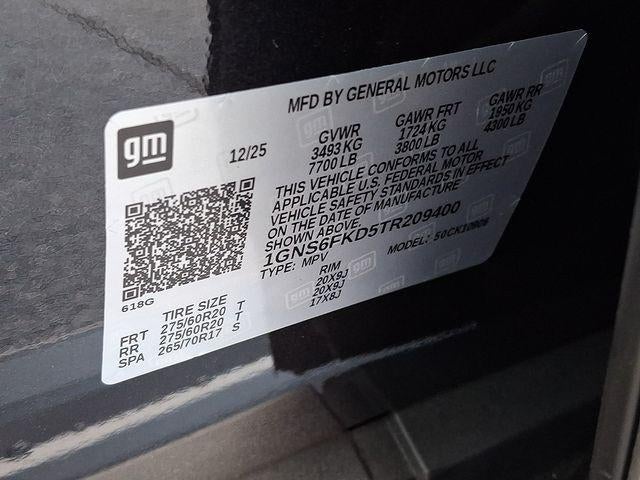 MFD BY GENERAL MOTORS LLC
gm
12/25
GVWR GAWR FRT GAWR RR
3493 KG 1724 KG 1950 KG
7700 LB 3800 LB 4300 LB
THIS VEHICLE CONFORMS TO ALL
APPLICABLE U.S. FEDERAL MOTOR
VEHICLE SAFETY STANDARDS IN EFFECT
ON THE DATE OF MANUFACTURE
SHOWN ABOVE.
1GNS6FKD5TR209400
TYPE: MPV MODEL:
618G
TIRE SIZE RIM
FRT 275/60R20 T 20X9J
RR 275/60R20 T 20X9J
SPA 265/70R17 S 17X8J